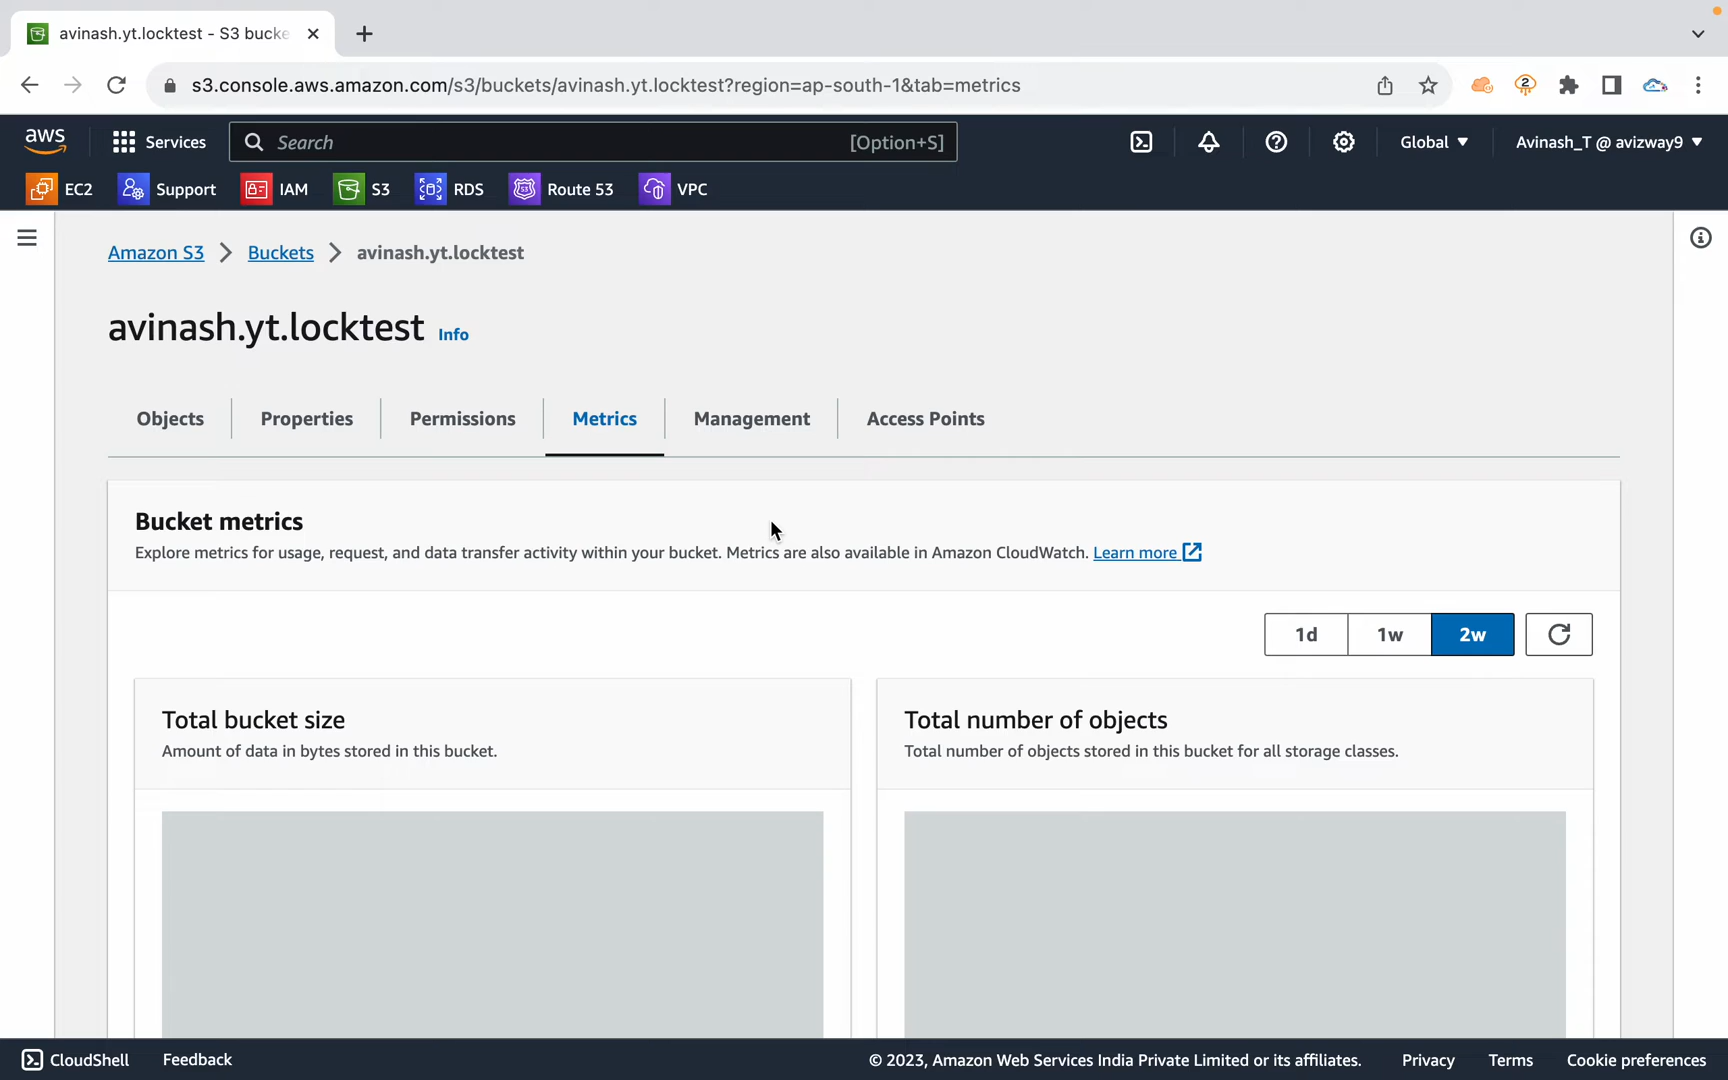 avinash.yt.locktest - S3 bucke
s3.console.aws.amazon.com/s3/buckets/avinash.yt.locktest?region=ap-south-1&tab=metrics
2
aws Services Search [Option+S] Global Avinash_T @ avizway9
EC2 Support IAM S3 RDS Route 53 VPC
Amazon S3 Buckets avinash.yt.locktest
avinash.yt.locktest Info
Objects Properties Permissions Metrics Management Access Points
Bucket metrics
Explore metrics for usage, request, and data transfer activity within your bucket. Metrics are also available in Amazon CloudWatch. Learn more
1d 1w 2w
Total bucket size
Amount of data in bytes stored in this bucket.
Total number of objects
Total number of objects stored in this bucket for all storage classes.
CloudShell Feedback © 2023, Amazon Web Services India Private Limited or its affiliates. Privacy Terms Cookie preferences